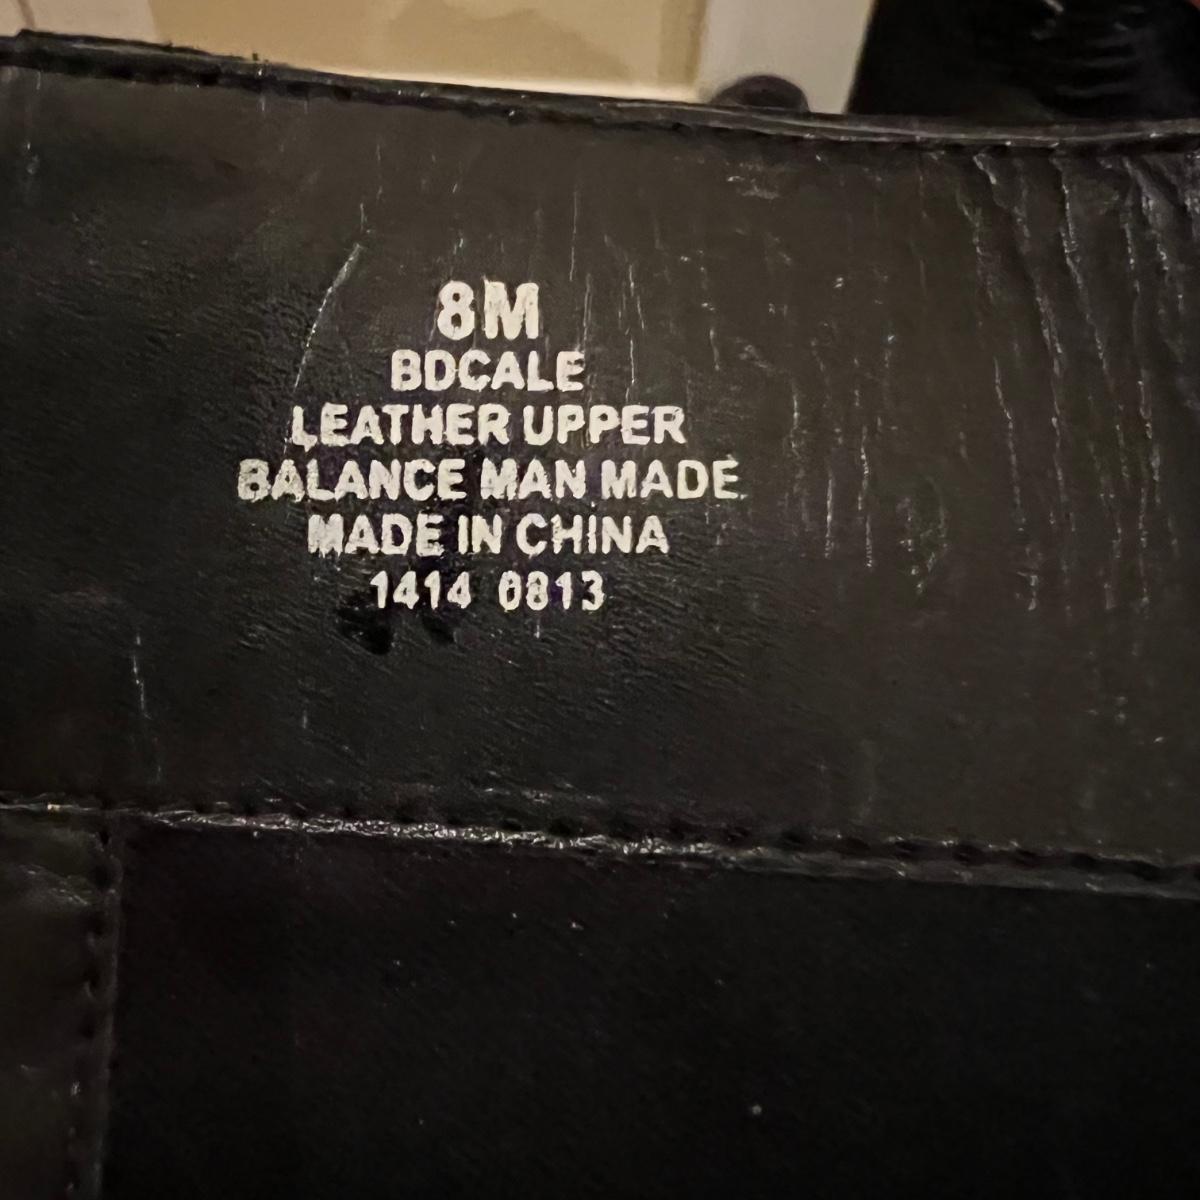 8M
BDCALE
LEATHER UPPER
BALANCE MAN MADE
MADE IN CHINA
1414 0813